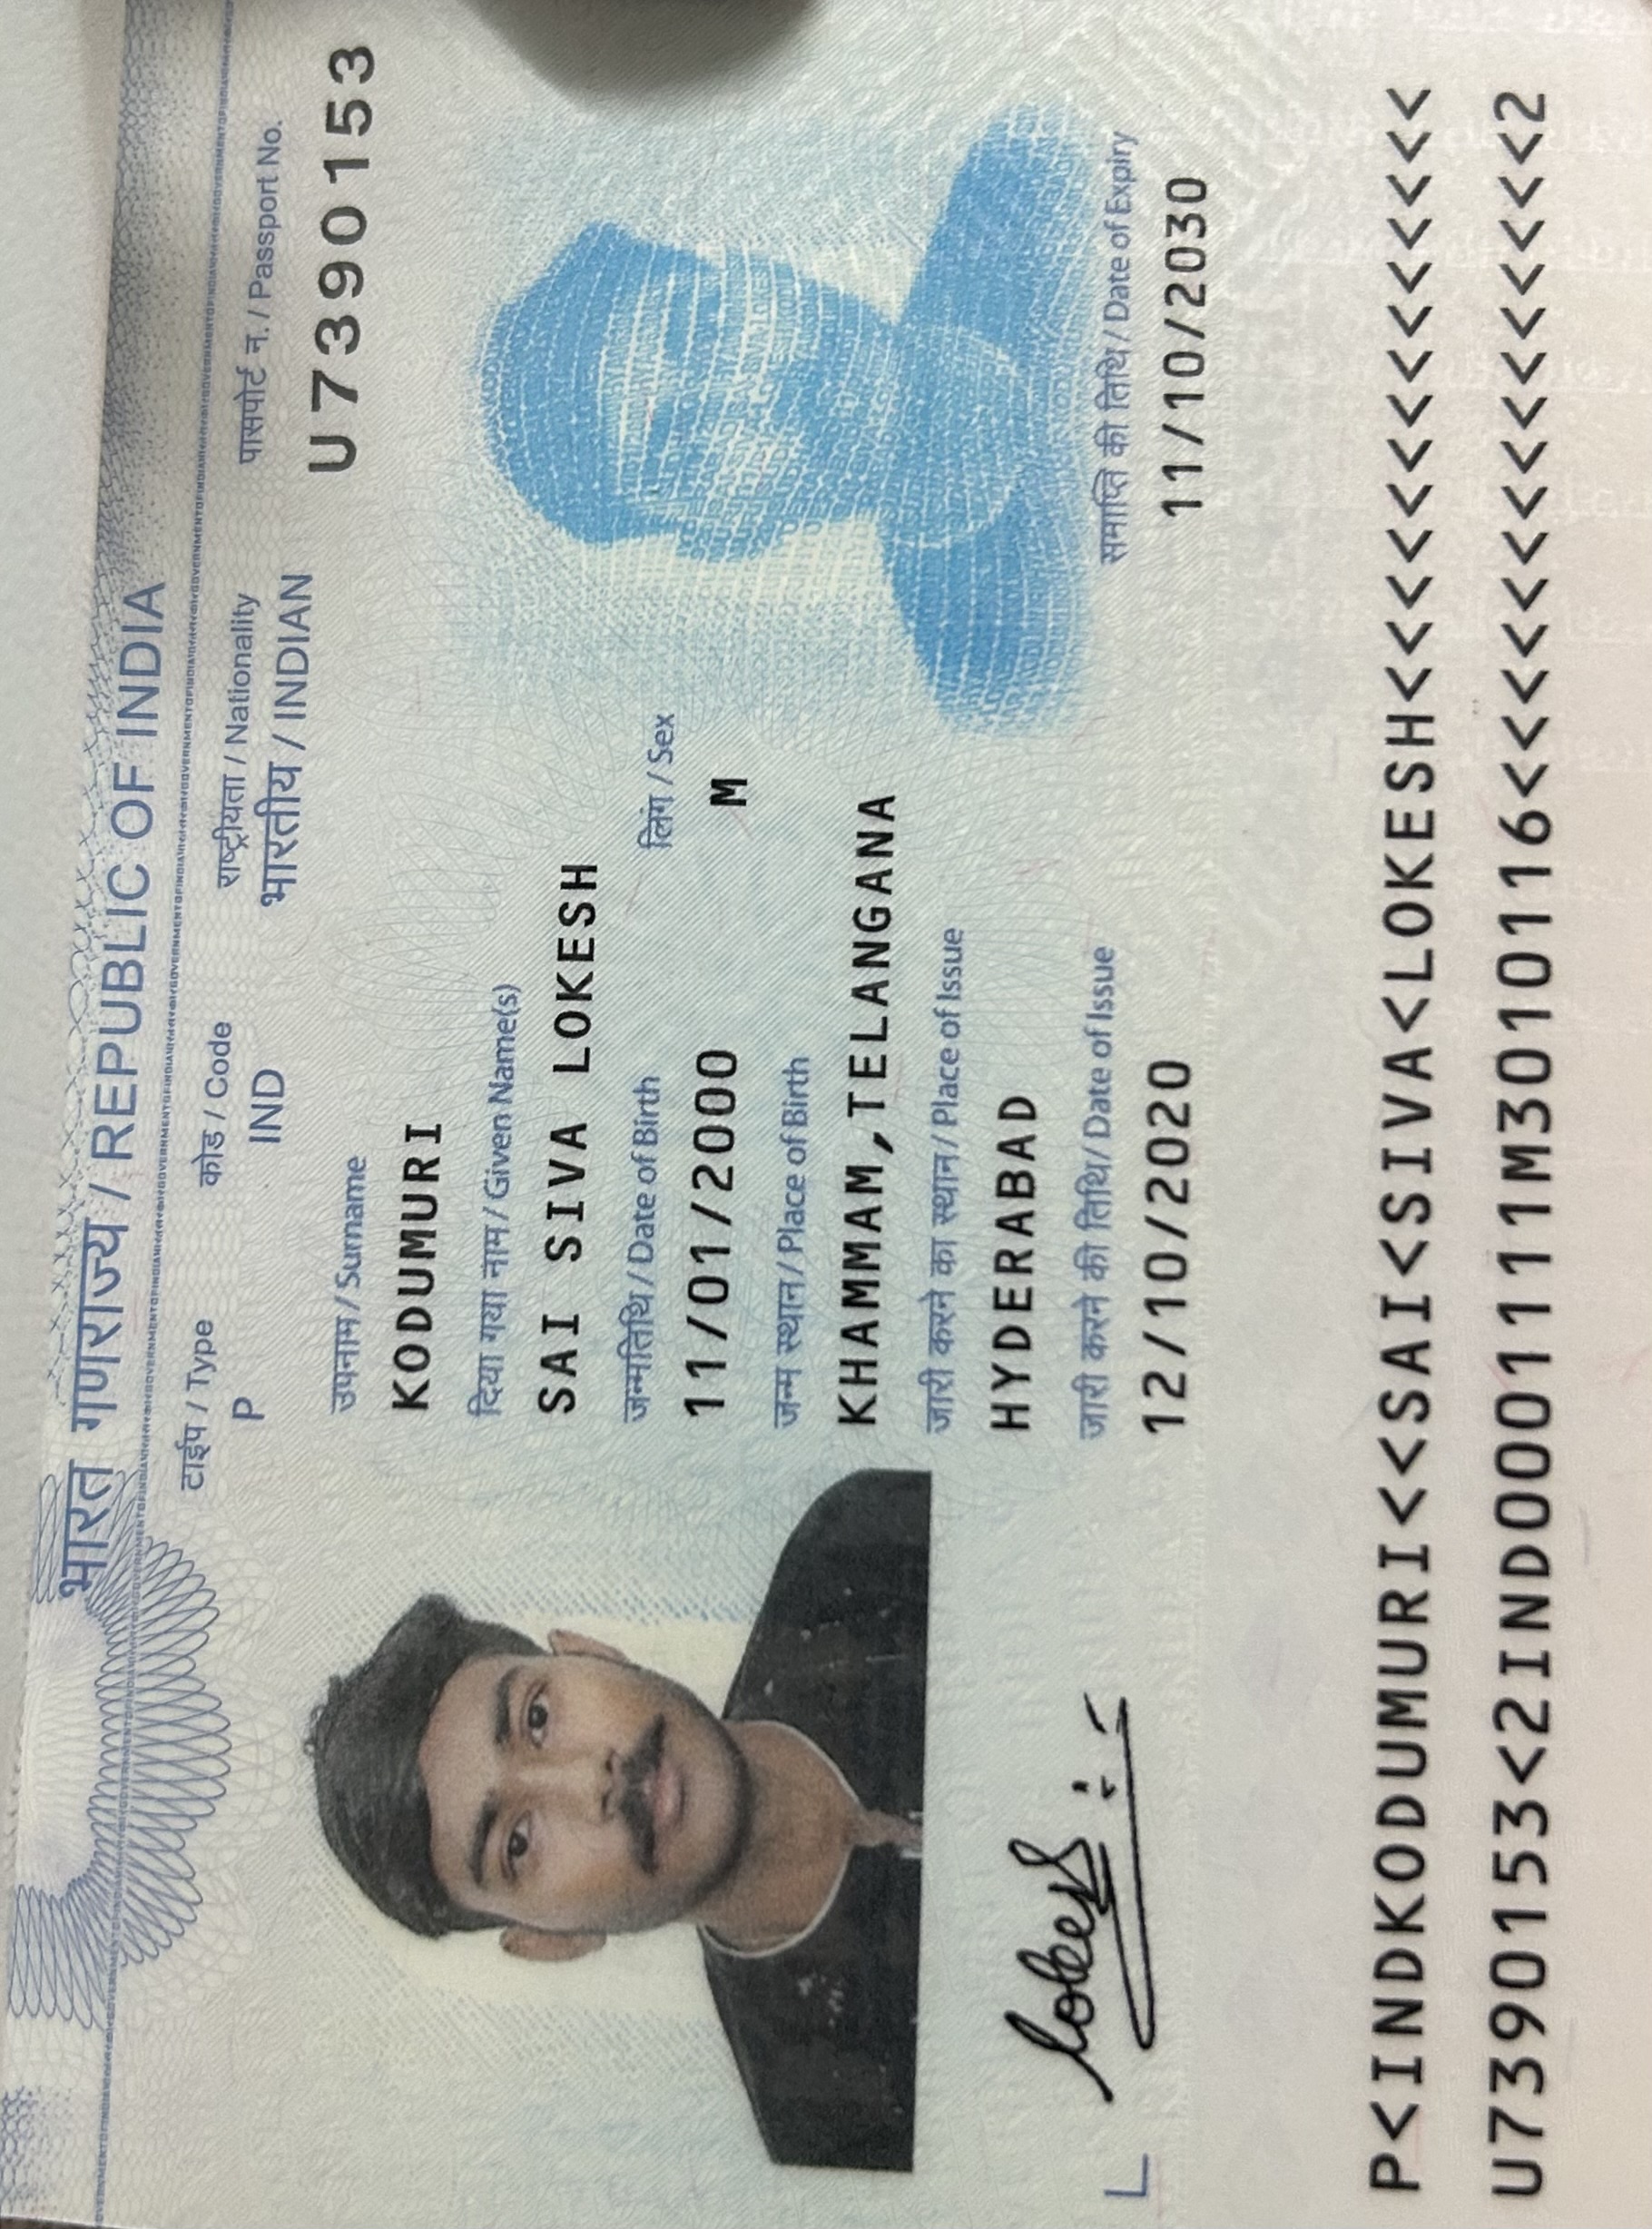 भारत गणराज्य / REPUBLIC OF INDIA
टाईप / Type
कोड / Code
राष्ट्रीयता / Nationality
पासपोर्ट न. / Passport No.
P
IND
भारतीय / INDIAN
U7390153
उपनाम / Surname
KODUMURI
दिया गया नाम / Given Name(s)
SAI SIVA LOKESH
जन्मतिथि / Date of Birth
लिंग / Sex
11/01/2000
M
जन्म स्थान / Place of Birth
KHAMMAM,TELANGANA
जारी करने का स्थान / Place of Issue
HYDERABAD
जारी करने की तिथि / Date of Issue
समाप्ति की तिथि / Date of Expiry
12/10/2020
11/10/2030
Lokesh
P<INDKODUMURI<<SAI<SIVA<LOKESH<<<<<<<<<<<<<<
U7390153<2IND0001111M3010116<<<<<<<<<<<<<<<2